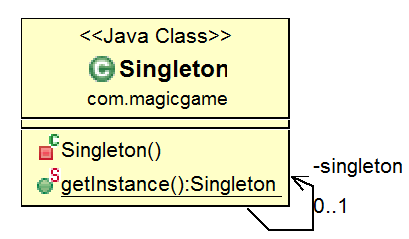 <<Java Class>>
C Singleton
com.magicgame
C Singleton()
S getInstance():Singleton
-singleton
0..1